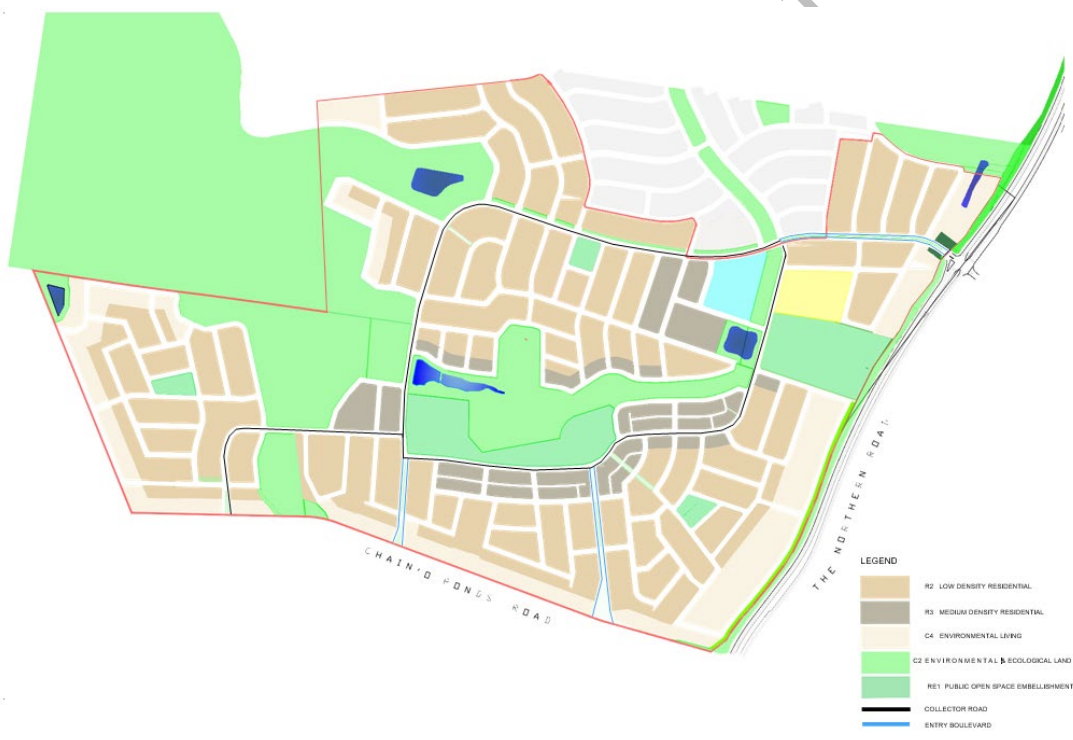 THE NORTHERN ROAD
CHAIN'O PONDS ROAD
LEGEND
R2 LOW DENSITY RESIDENTIAL
R3 MEDIUM DENSITY RESIDENTIAL
C4 ENVIRONMENTAL LIVING
C2 ENVIRONMENTAL & ECOLOGICAL LAND
RE1 PUBLIC OPEN SPACE EMBELLISHMENT
COLLECTOR ROAD
ENTRY BOULEVARD